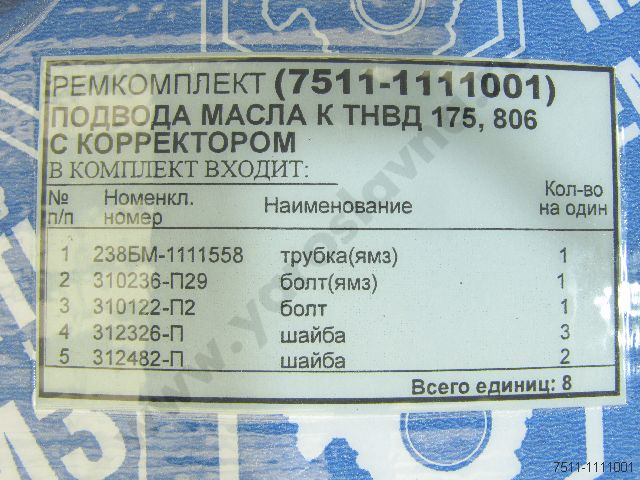 РЕМКОМПЛЕКТ (7511-1111001)
ПОДВОДА МАСЛА К ТНВД 175, 806
С КОРРЕКТОРОМ
В КОМПЛЕКТ ВХОДИТ:
№ п/п Номенкл. номер Наименование Кол-во на один
1 238БМ-1111558 трубка(ямз) 1
2 310236-П29 болт(ямз) 1
3 310122-П2 болт 1
4 312326-П шайба 3
5 312482-П шайба 2
Всего единиц: 8
7511-1111001